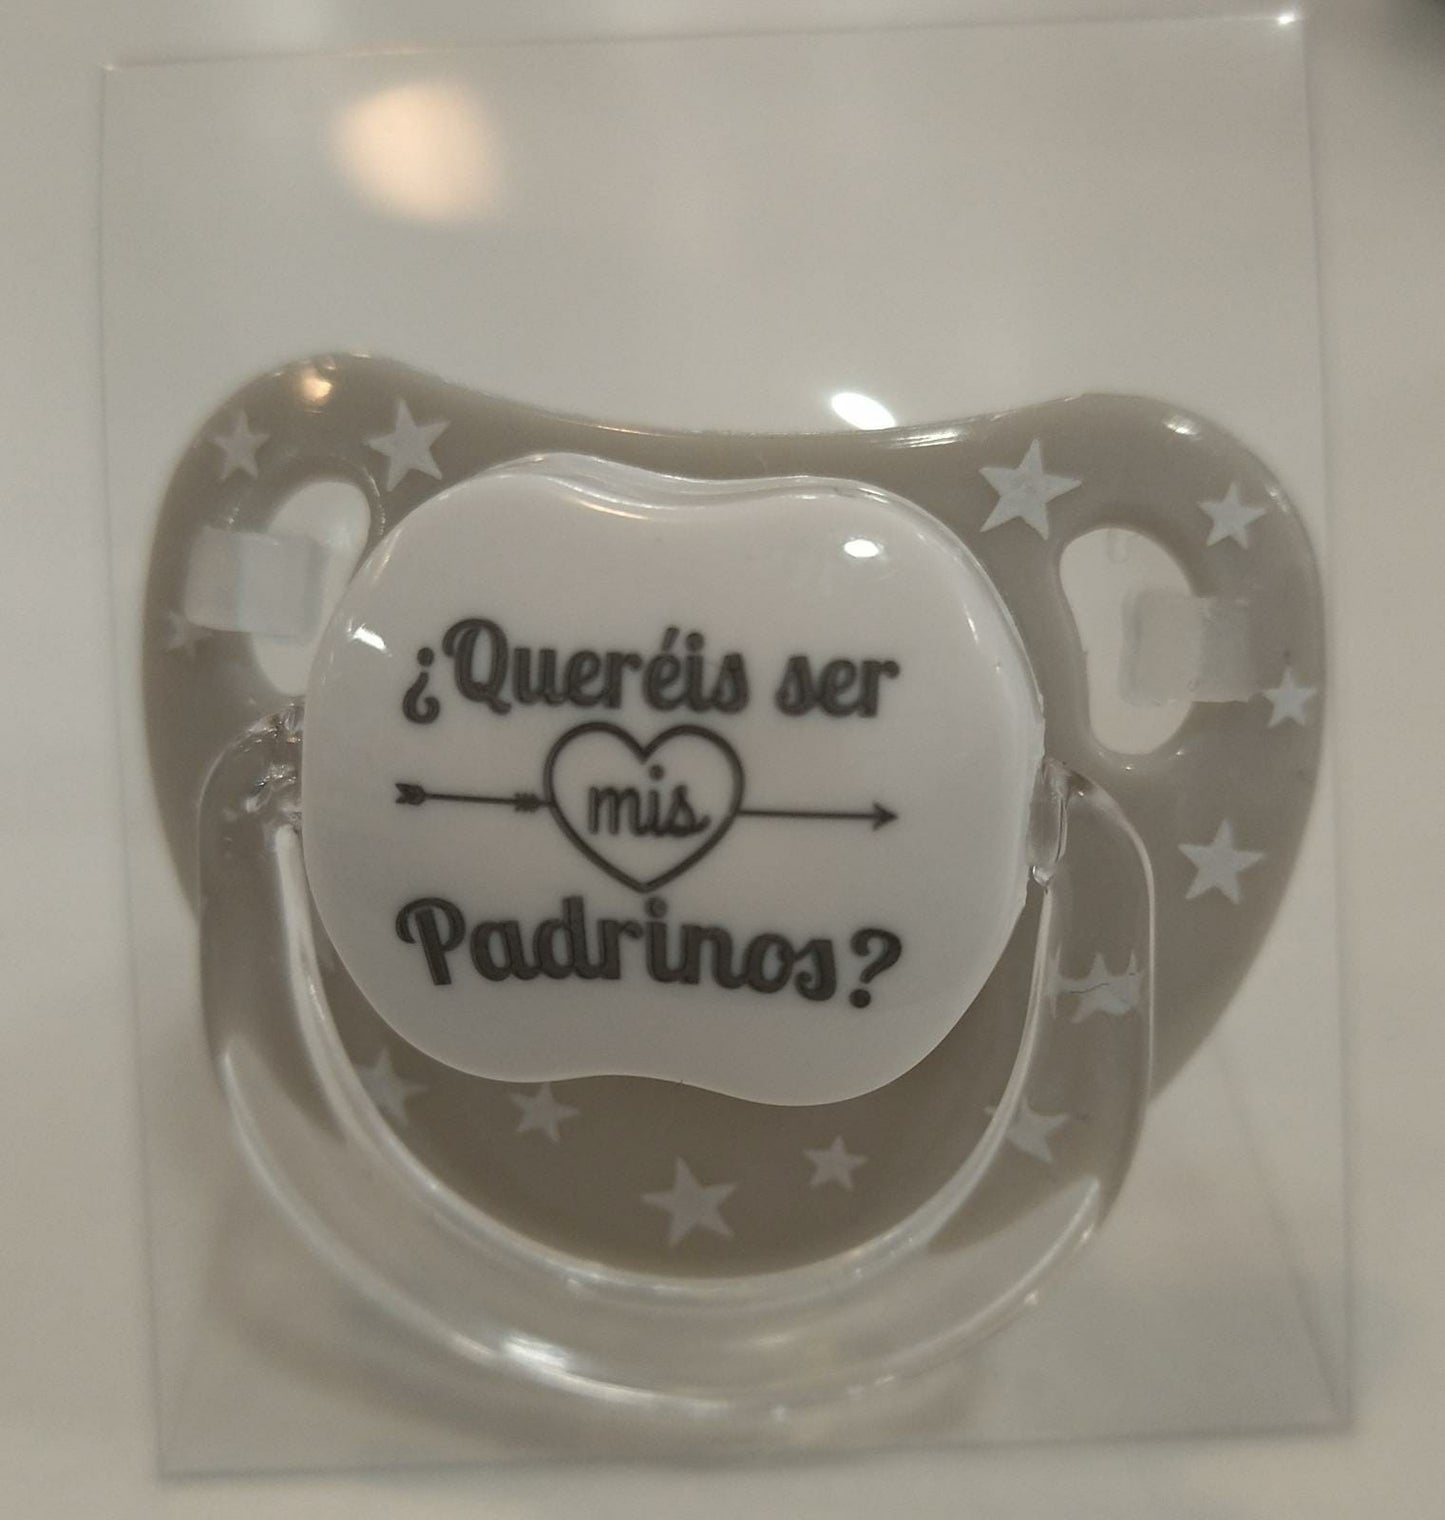 ¿Queréis ser
mis
Padrinos?